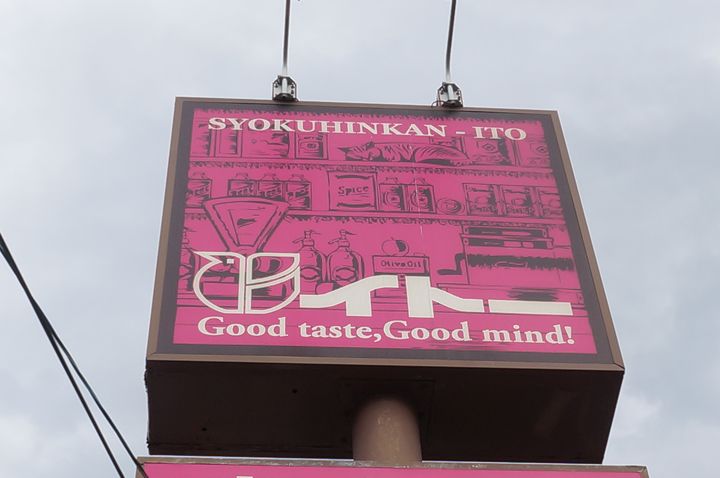 SYOKUHINKAN - ITO
Spice
Olive Oil
イトー
Good taste, Good mind!